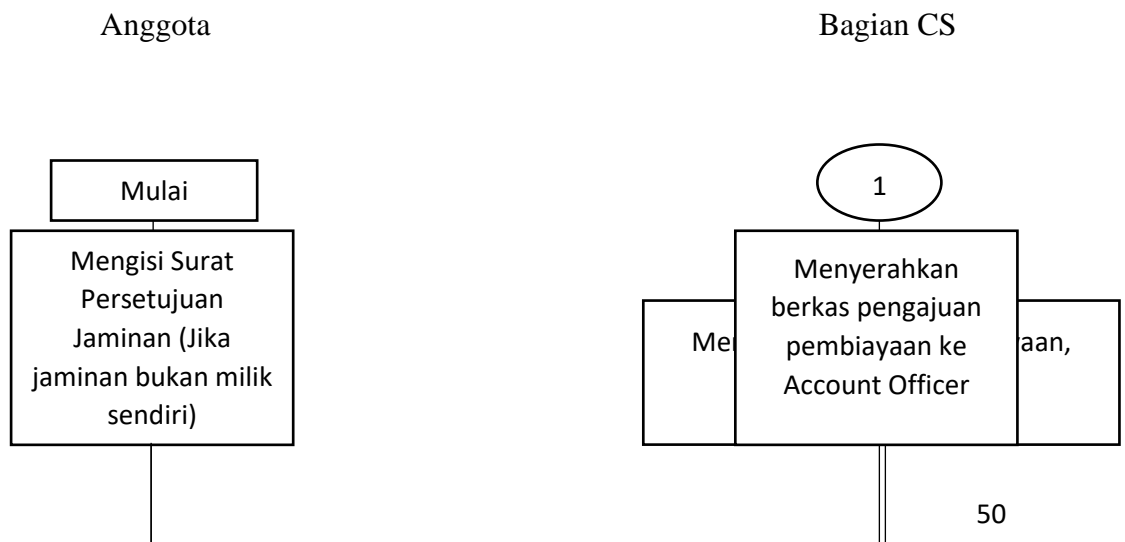 Anggota
Bagian CS
Mulai
Mengisi Surat
Persetujuan
Jaminan (Jika
jaminan bukan milik
sendiri)
1
Menyerahkan
berkas pengajuan
pembiayaan ke
Account Officer
50